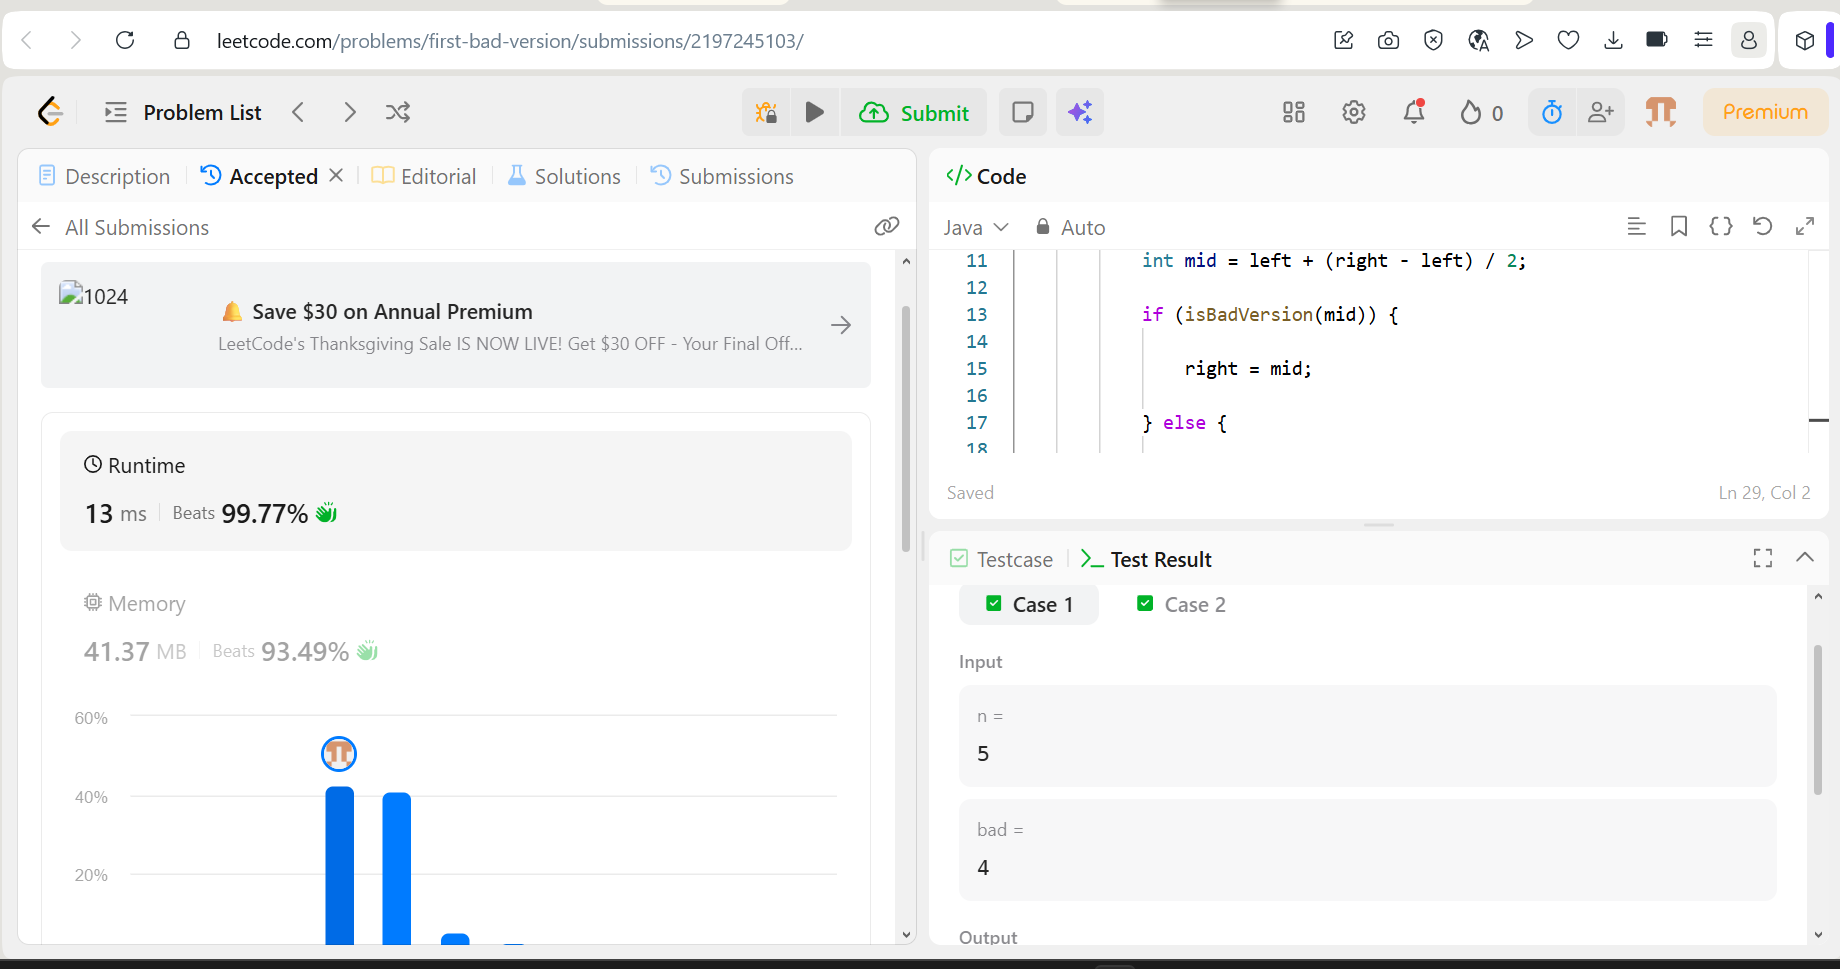 leetcode.com/problems/first-bad-version/submissions/2197245103/
Problem List
Submit
0
Premium
Description
Accepted
Editorial
Solutions
Submissions
All Submissions
1024
Save $30 on Annual Premium
LeetCode's Thanksgiving Sale IS NOW LIVE! Get $30 OFF - Your Final Off...
Runtime
13 ms
Beats 99.77%
Memory
41.37 MB
Beats 93.49%
60%
40%
20%
</> Code
Java
Auto
11 int mid = left + (right - left) / 2;
12
13 if (isBadVersion(mid)) {
14
15 right = mid;
16
17 } else {
18
Saved
Ln 29, Col 2
Testcase
>_ Test Result
Case 1
Case 2
Input
n =
5
bad =
4
Output